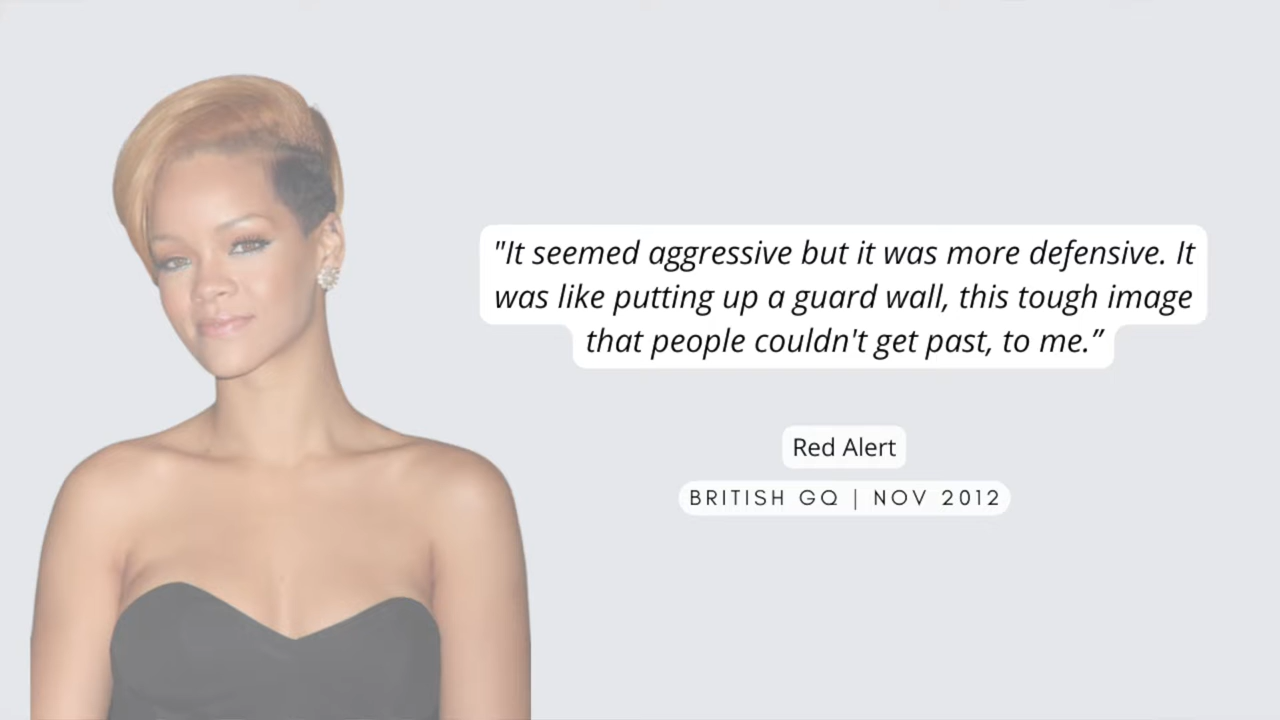 "It seemed aggressive but it was more defensive. It
was like putting up a guard wall, this tough image
that people couldn't get past, to me.”
Red Alert
BRITISH GQ | NOV 2012